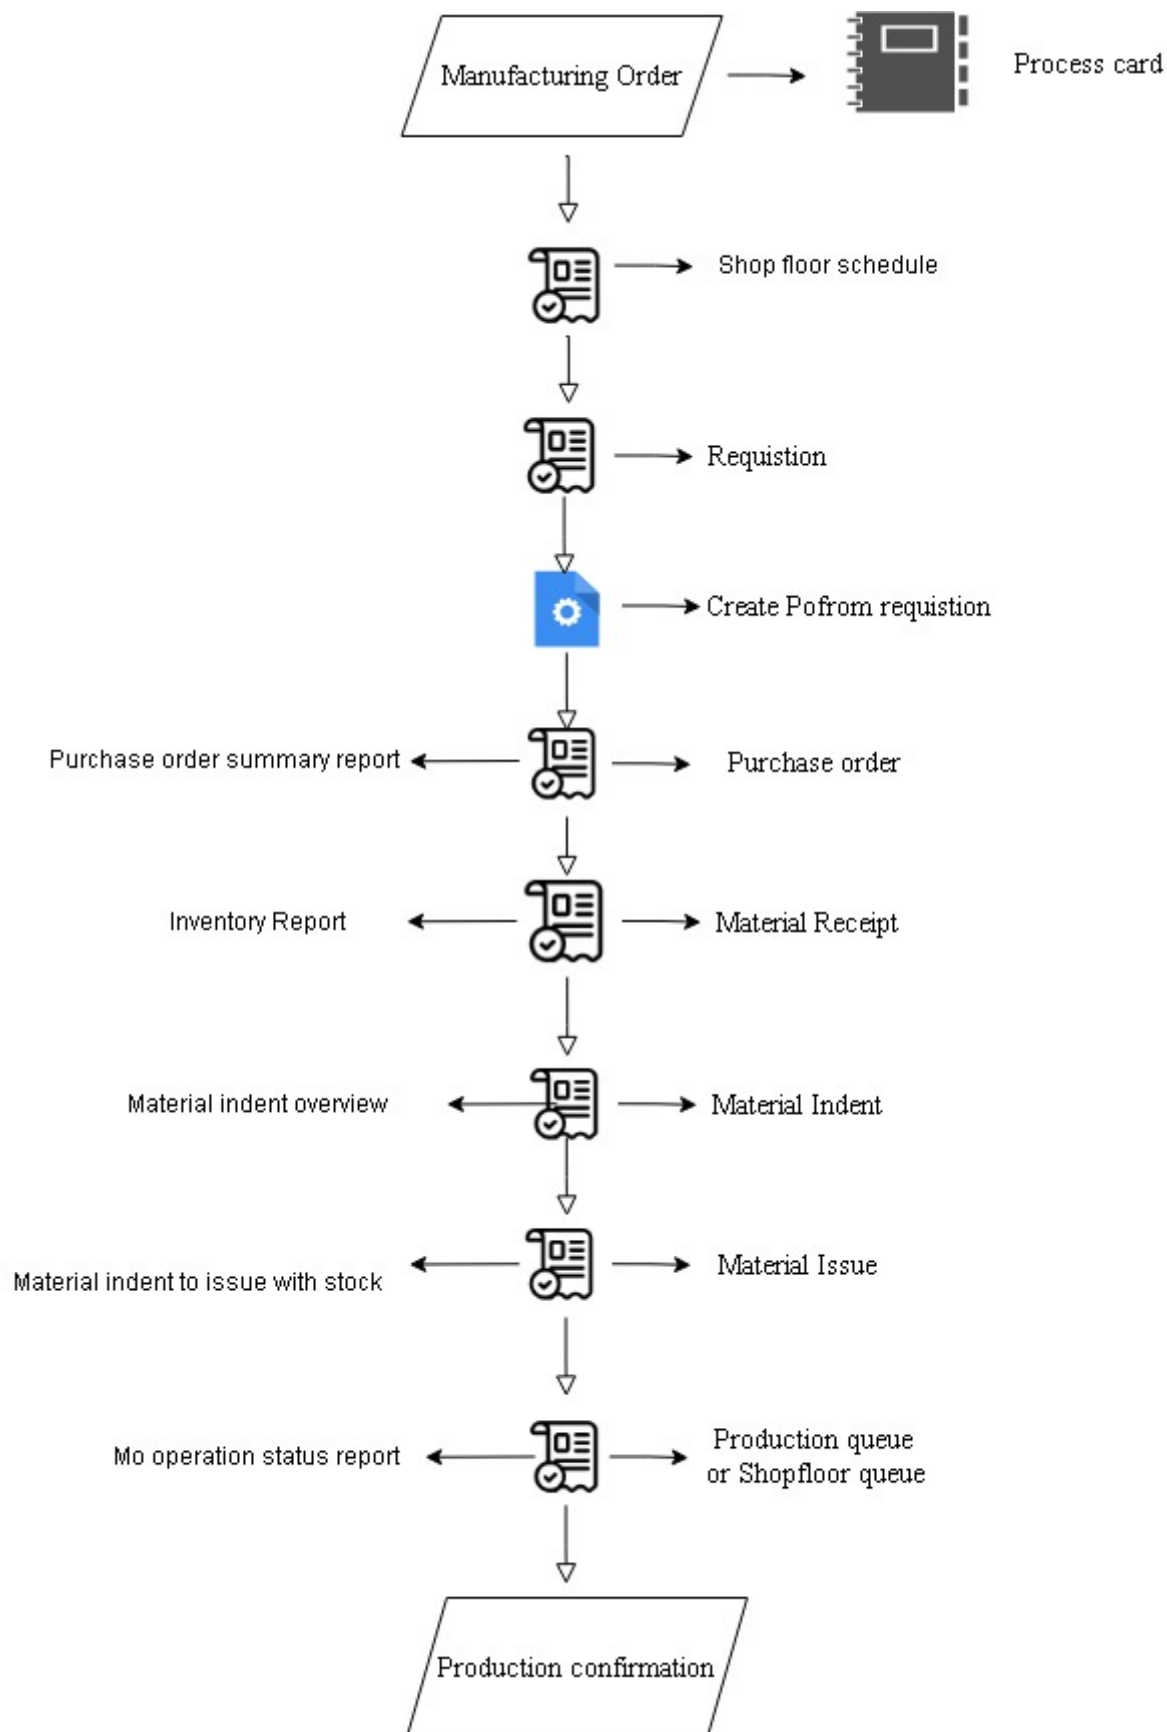 Manufacturing Order
Process card
Shop floor schedule
Requistion
Create Pofrom requistion
Purchase order summary report
Purchase order
Inventory Report
Material Receipt
Material indent overview
Material Indent
Material indent to issue with stock
Material Issue
Mo operation status report
Production queue
or Shopfloor queue
Production confirmation